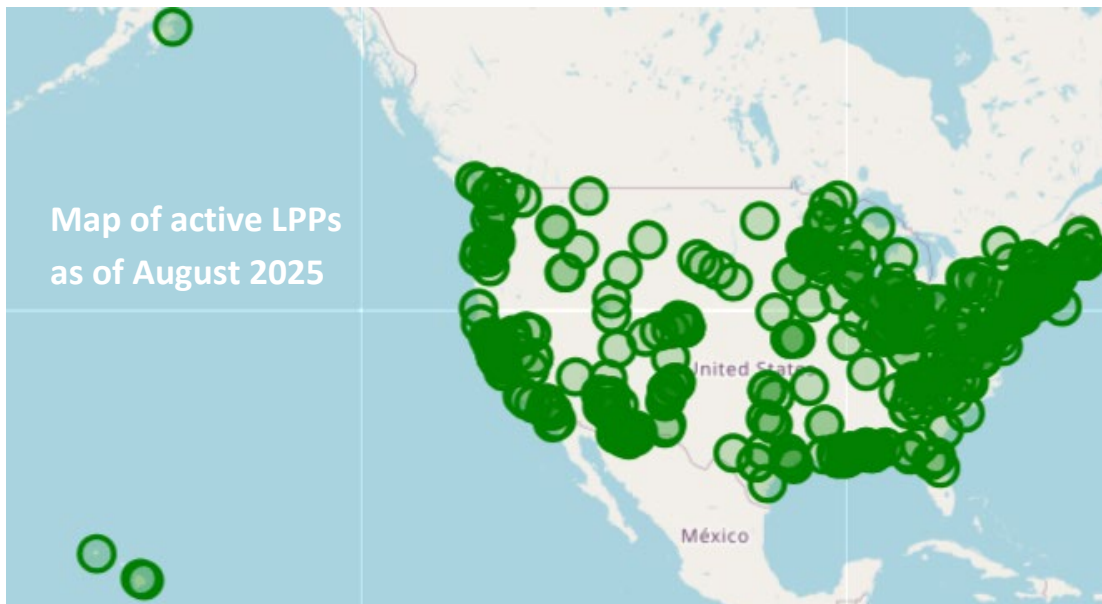 Map of active LPPs
as of August 2025
United States
México